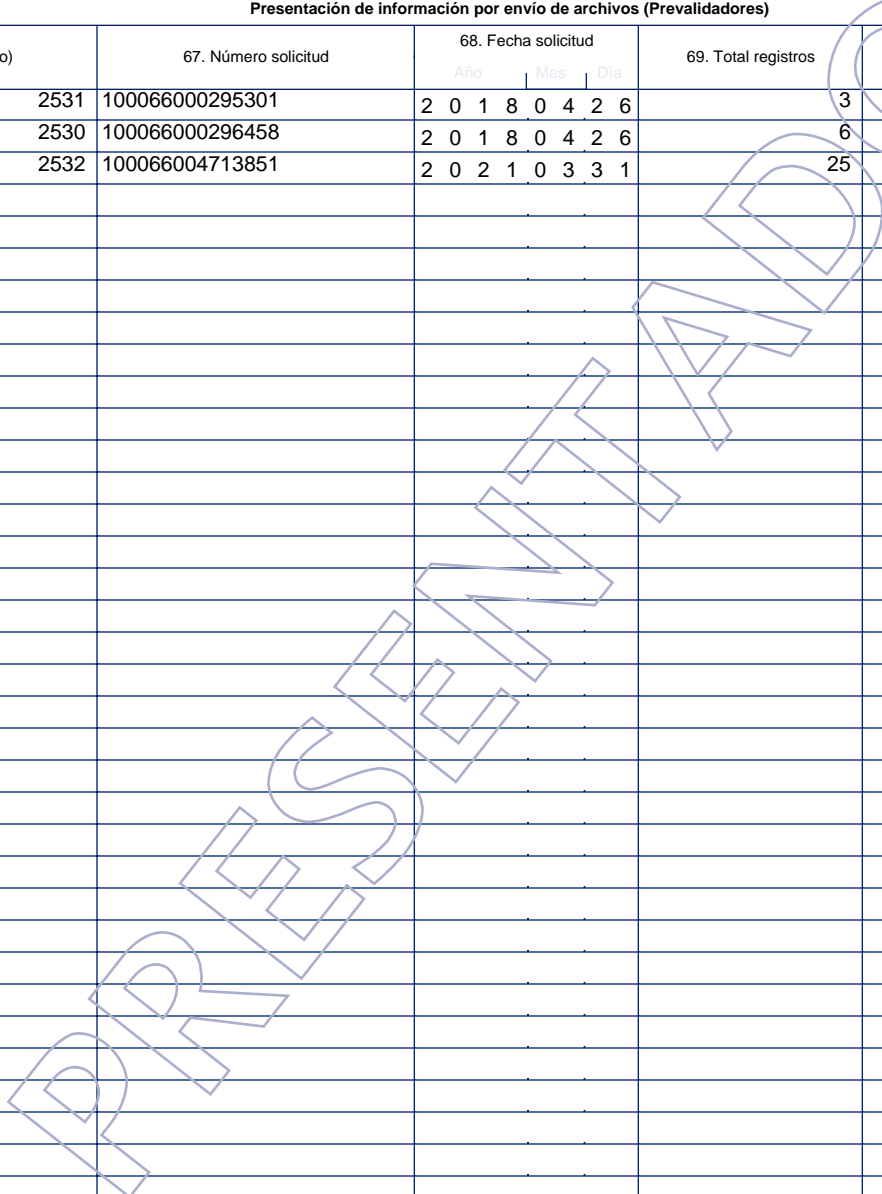 Presentación de información por envío de archivos (Prevalidadores)
o) 67. Número solicitud 68. Fecha solicitud 69. Total registros
Año Mes Día
2531 100066000295301 2 0 1 8 0 4 2 6 3
2530 100066000296458 2 0 1 8 0 4 2 6 6
2532 100066004713851 2 0 2 1 0 3 3 1 25
PRESENTADO